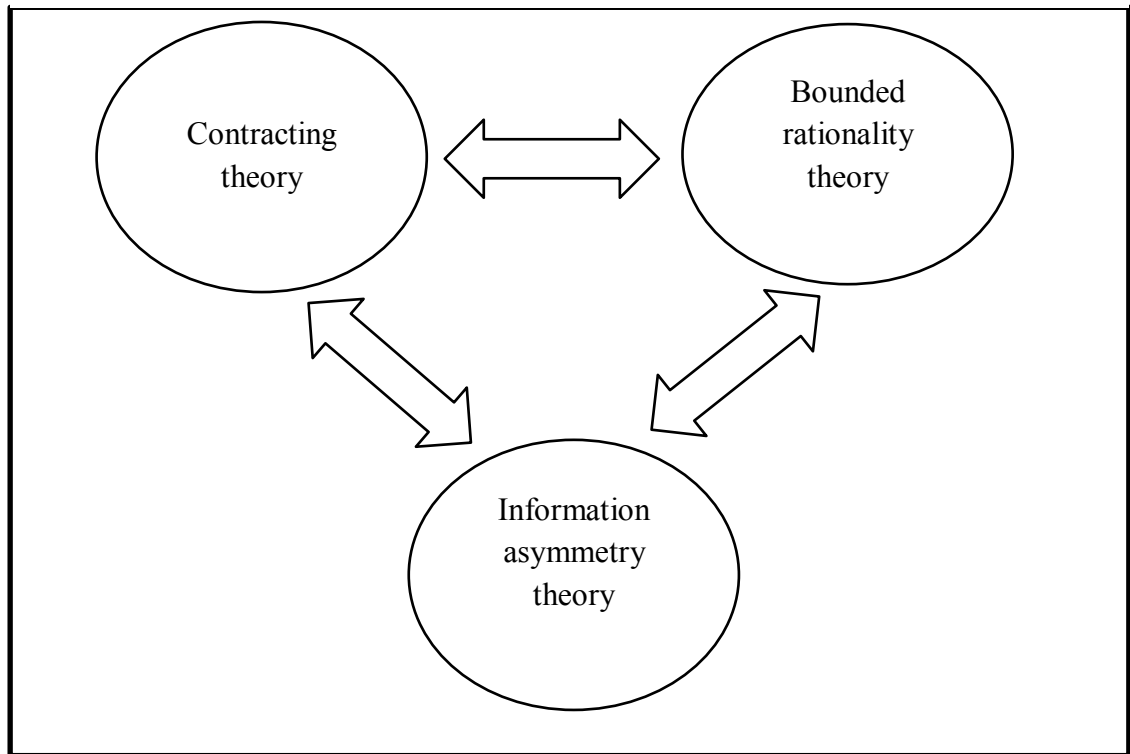 Contracting
theory
Bounded
rationality
theory
Information
asymmetry
theory